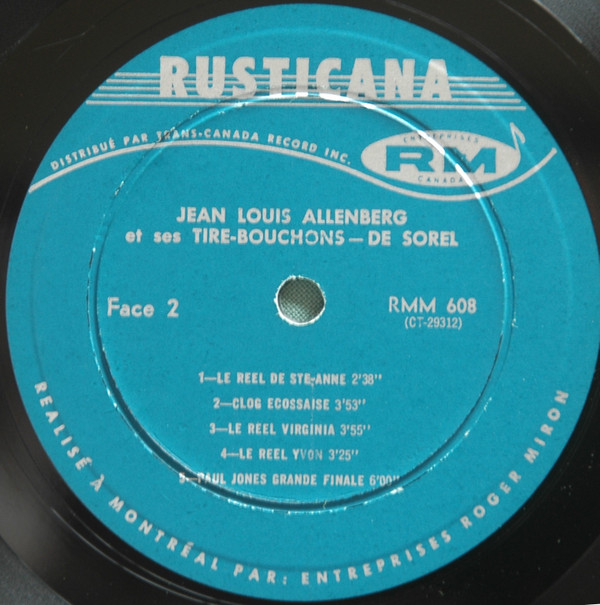 RUSTICANA
DISTRIBUÉ PAR TRANS-CANADA RECORD INC.
ENTREPRISES
RM
CANADA
JEAN LOUIS ALLENBERG
et ses TIRE-BOUCHONS — DE SOREL
Face 2
RMM 608
(CT-29312)
1—LE REEL DE STE-ANNE 2'38"
2—CLOG ECOSSAISE 3'53"
3—LE REEL VIRGINIA 3'55"
4—LE REEL YVON 3'25"
5—PAUL JONES GRANDE FINALE 6'00"
REALISÉ À MONTRÉAL PAR: ENTREPRISES ROGER MIRON